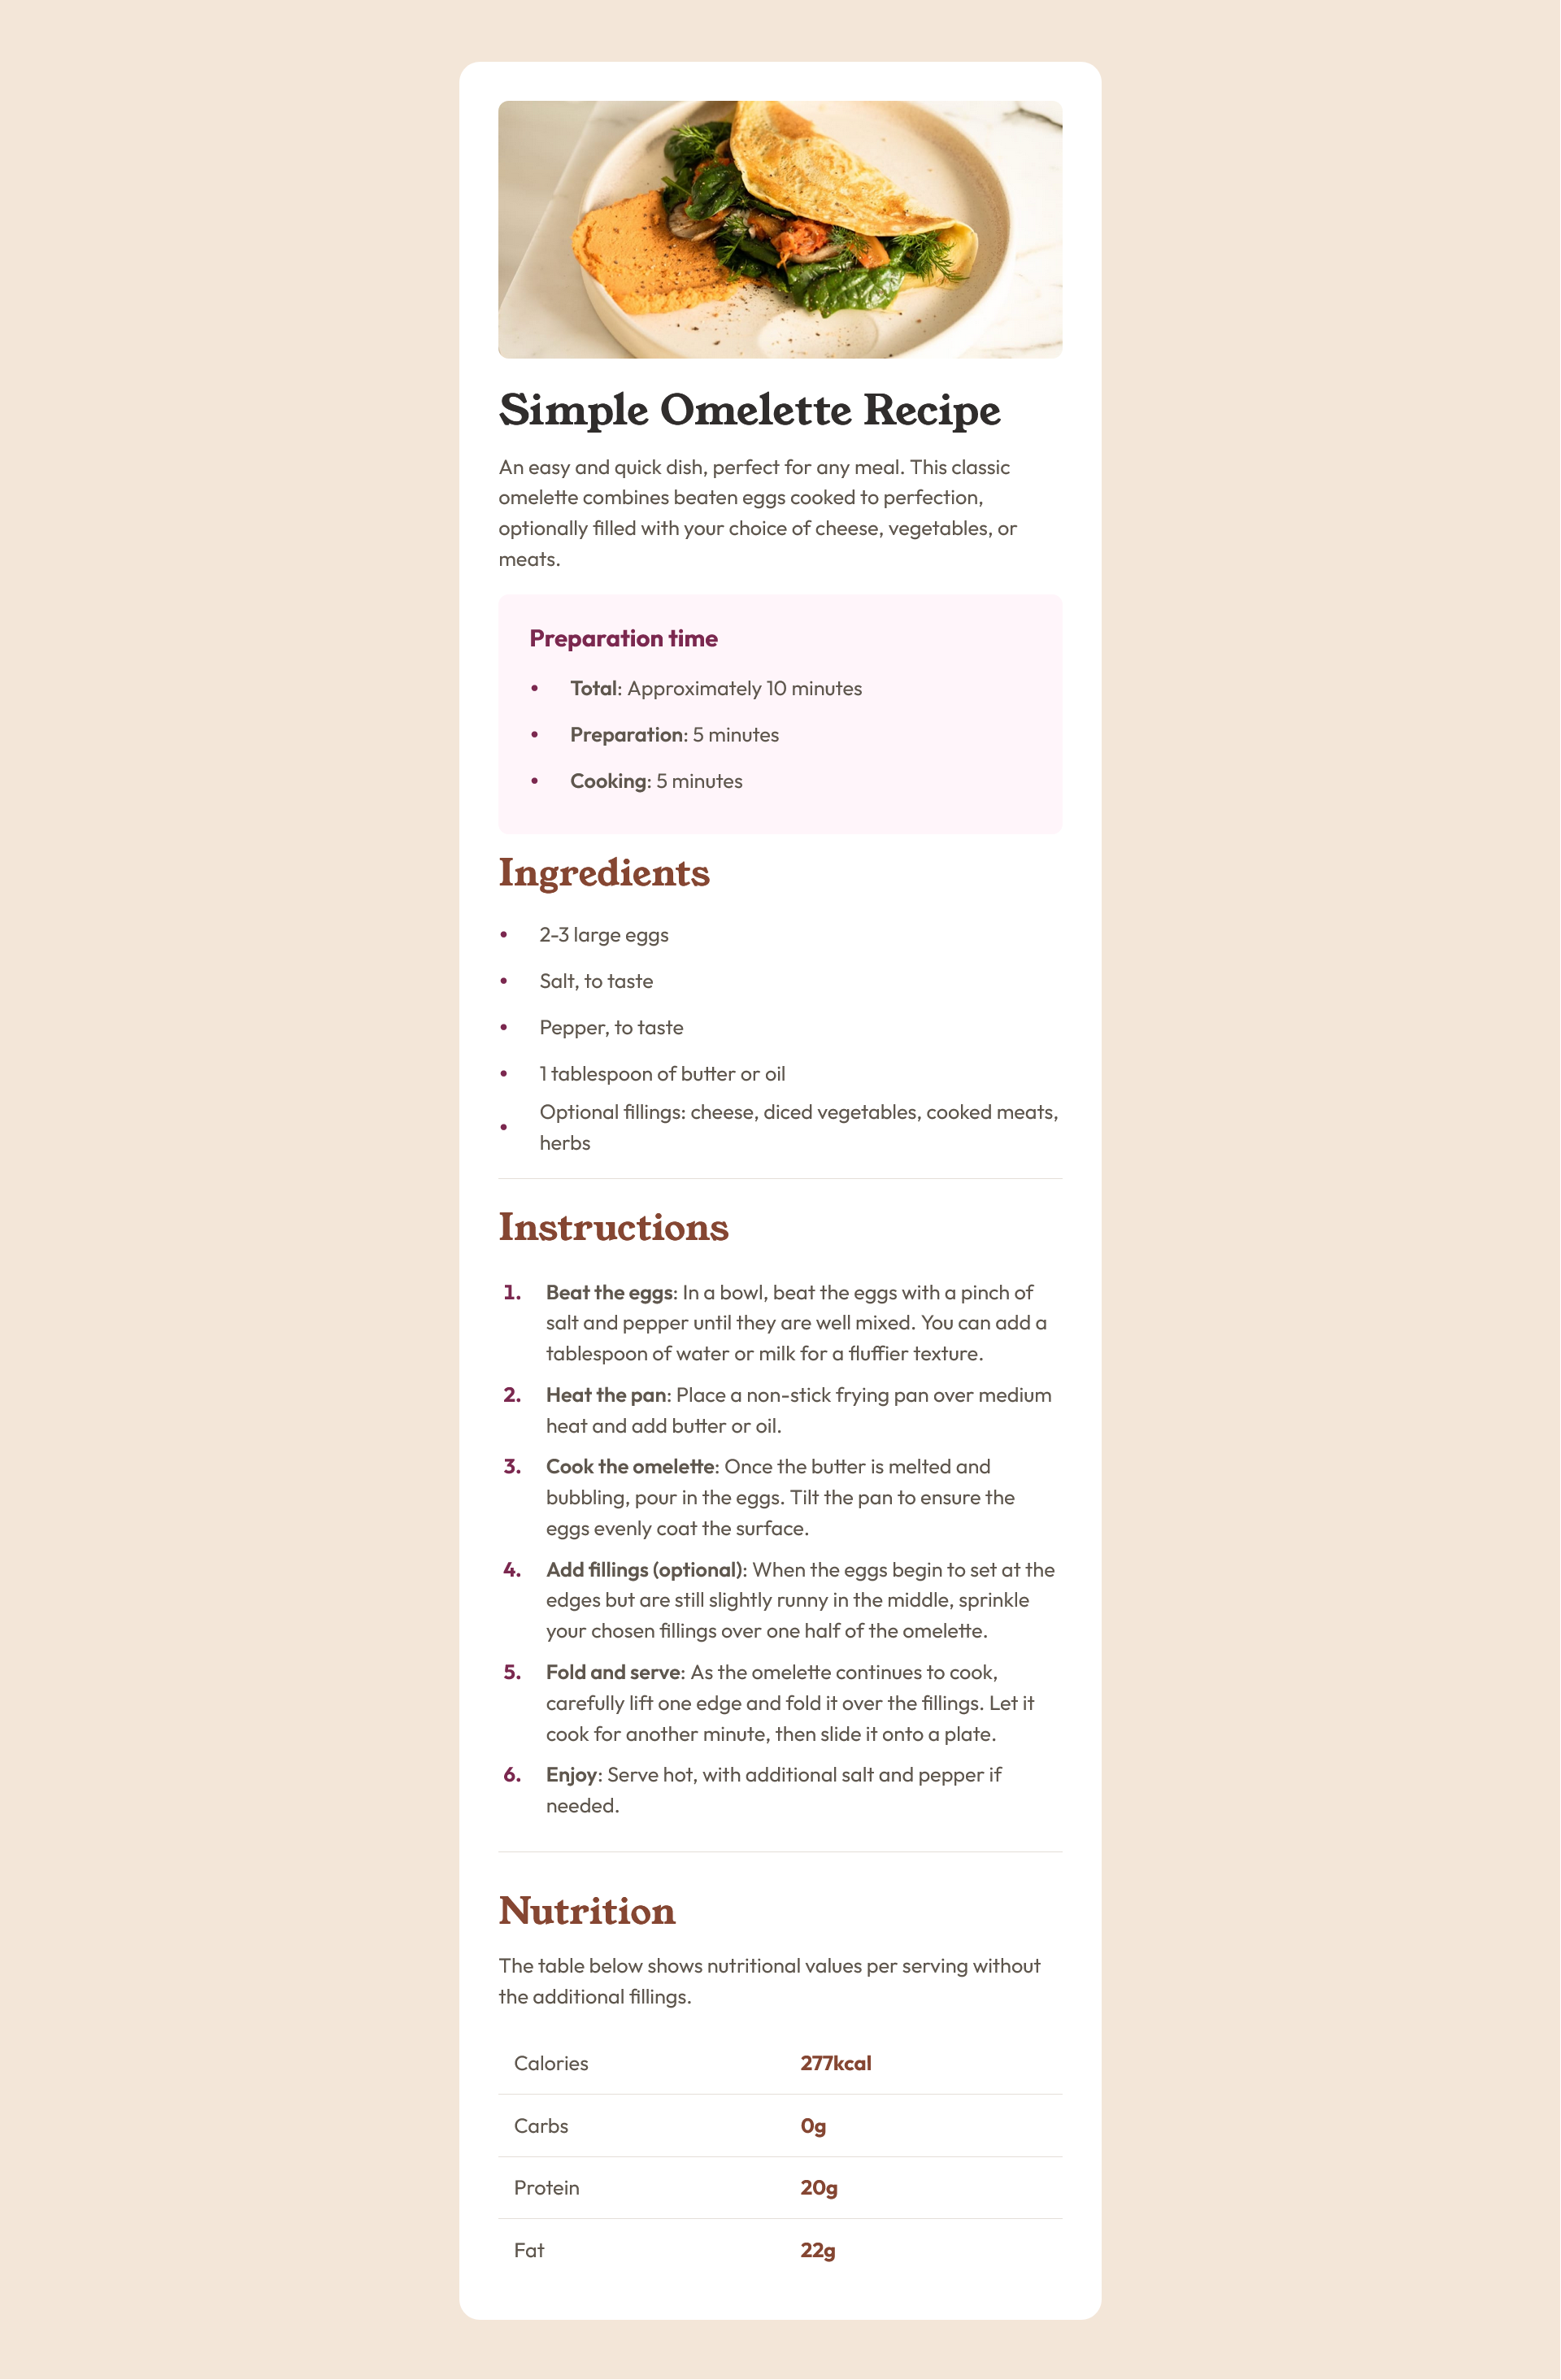 Simple Omelette Recipe
An easy and quick dish, perfect for any meal. This classic
omelette combines beaten eggs cooked to perfection,
optionally filled with your choice of cheese, vegetables, or
meats.
Preparation time
• Total: Approximately 10 minutes
• Preparation: 5 minutes
• Cooking: 5 minutes
Ingredients
• 2-3 large eggs
• Salt, to taste
• Pepper, to taste
• 1 tablespoon of butter or oil
• Optional fillings: cheese, diced vegetables, cooked meats,
herbs
Instructions
1. Beat the eggs: In a bowl, beat the eggs with a pinch of
salt and pepper until they are well mixed. You can add a
tablespoon of water or milk for a fluffier texture.
2. Heat the pan: Place a non-stick frying pan over medium
heat and add butter or oil.
3. Cook the omelette: Once the butter is melted and
bubbling, pour in the eggs. Tilt the pan to ensure the
eggs evenly coat the surface.
4. Add fillings (optional): When the eggs begin to set at the
edges but are still slightly runny in the middle, sprinkle
your chosen fillings over one half of the omelette.
5. Fold and serve: As the omelette continues to cook,
carefully lift one edge and fold it over the fillings. Let it
cook for another minute, then slide it onto a plate.
6. Enjoy: Serve hot, with additional salt and pepper if
needed.
Nutrition
The table below shows nutritional values per serving without
the additional fillings.
Calories 277kcal
Carbs 0g
Protein 20g
Fat 22g